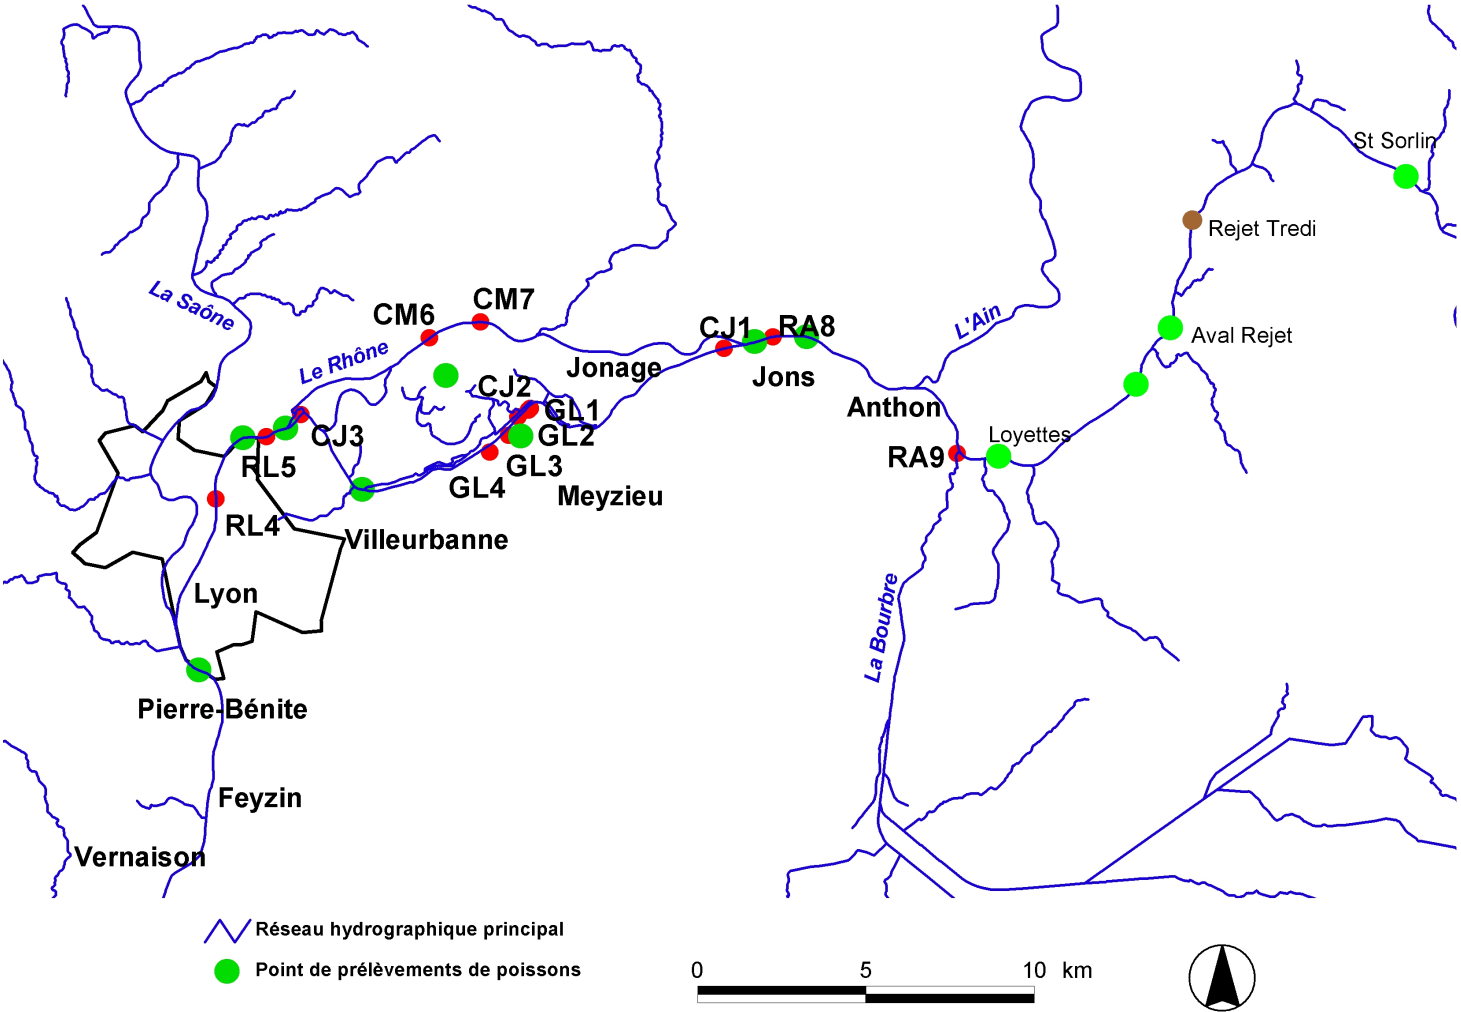 St Sorlin
Rejet Tredi
La Saône
CM6
CM7
L'Ain
CJ1
RA8
Aval Rejet
Le Rhône
Jonage
Jons
CJ2
GL1
Anthon
CJ3
GL2
Loyettes
RL5
GL3
RA9
GL4
Meyzieu
RL4
Villeurbanne
Lyon
La Bourbre
Pierre-Bénite
Feyzin
Vernaison
Réseau hydrographique principal
Point de prélèvements de poissons
0 5 10 km